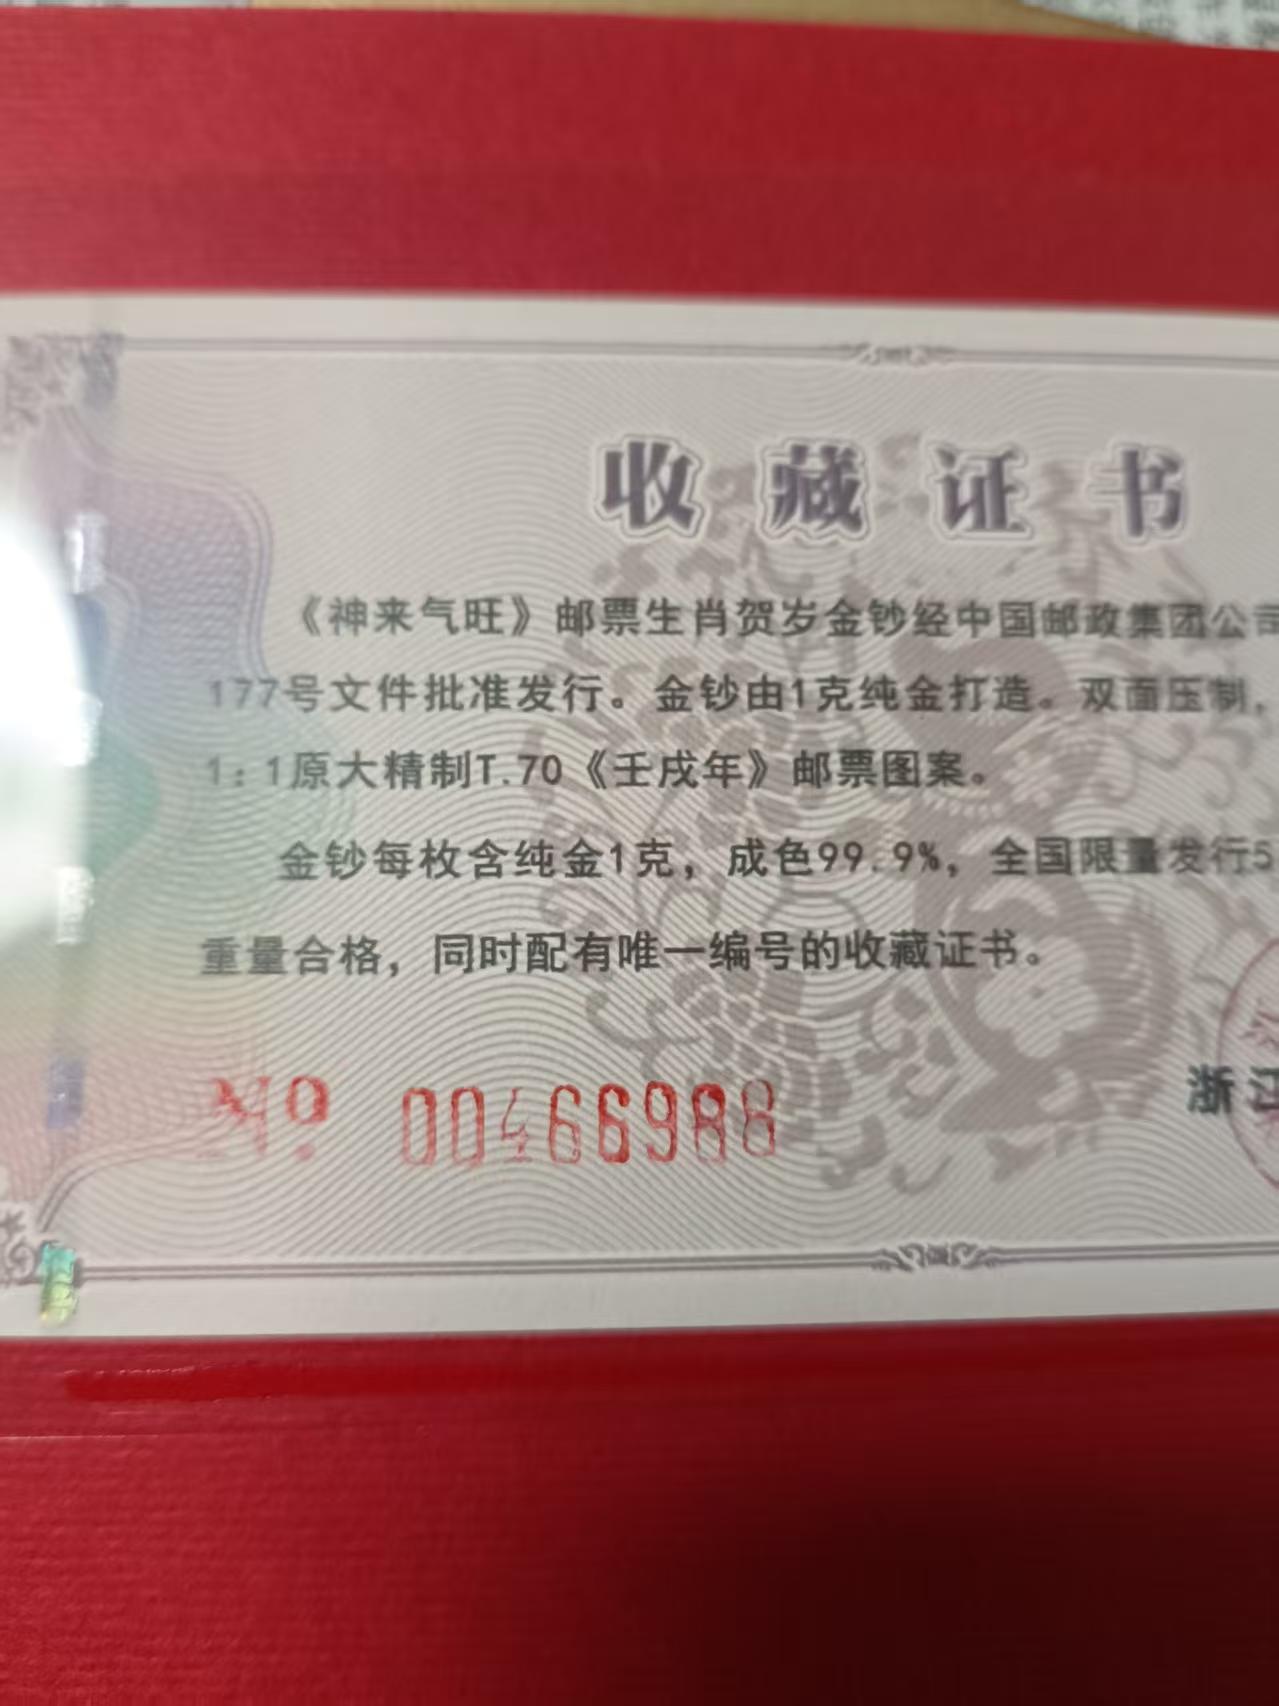 收藏证书
《神来气旺》邮票生肖贺岁金钞经中国邮政集团公司
177号文件批准发行。金钞由1克纯金打造。双面压制，
1：1原大精制T.70《壬戌年》邮票图案。
金钞每枚含纯金1克，成色99.9%，全国限量发行5
重量合格，同时配有唯一编号的收藏证书。
浙江
№ 00466988